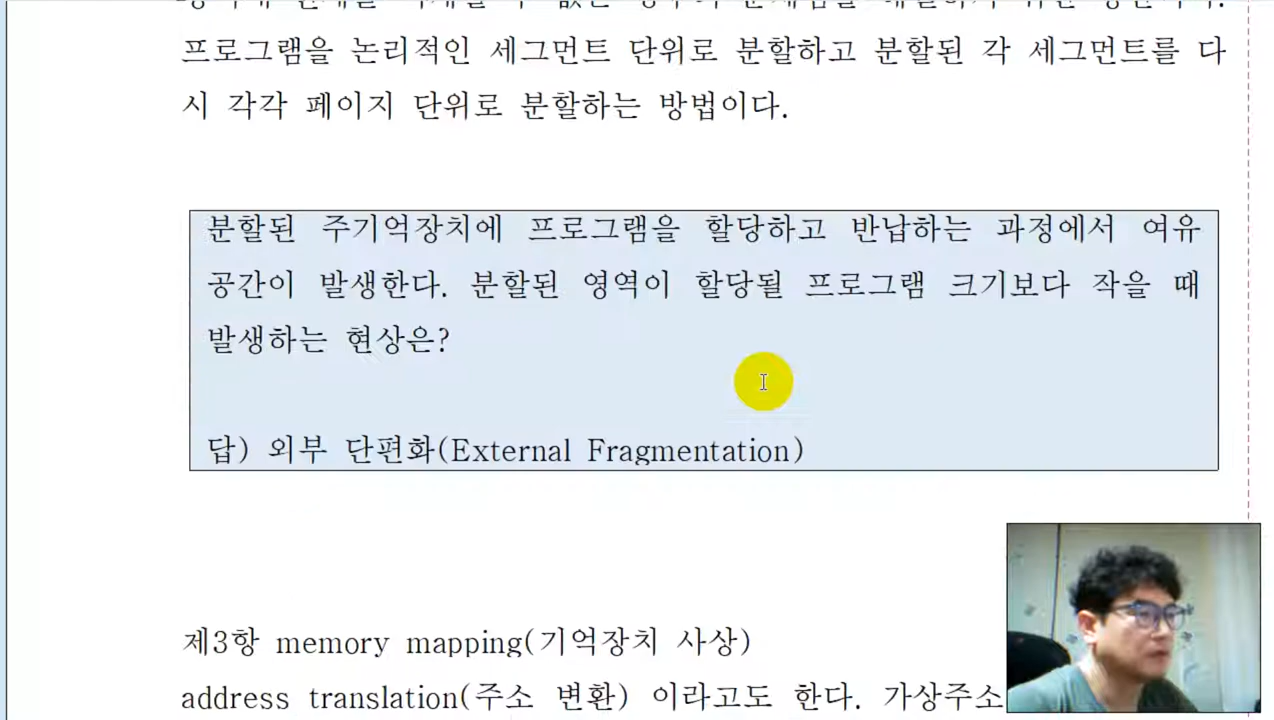 프로그램을 논리적인 세그먼트 단위로 분할하고 분할된 각 세그먼트를 다
시 각각 페이지 단위로 분할하는 방법이다.
분할된 주기억장치에 프로그램을 할당하고 반납하는 과정에서 여유
공간이 발생한다. 분할된 영역이 할당될 프로그램 크기보다 작을 때
발생하는 현상은?
답) 외부 단편화(External Fragmentation)
제3항 memory mapping(기억장치 사상)
address translation(주소 변환) 이라고도 한다. 가상주소